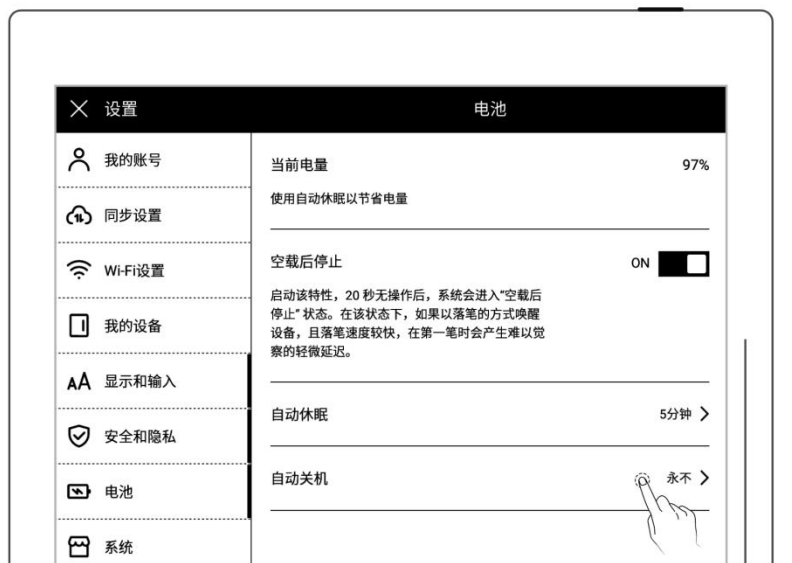 设置
电池
我的账号
同步设置
Wi-Fi设置
我的设备
AA 显示和输入
安全和隐私
电池
系统
当前电量 97%
使用自动休眠以节省电量
空载后停止 ON
启动该特性，20 秒无操作后，系统会进入“空载后
停止” 状态。在该状态下，如果以落笔的方式唤醒
设备，且落笔速度较快，在第一笔时会产生难以觉
察的轻微延迟。
自动休眠 5分钟
自动关机 永不